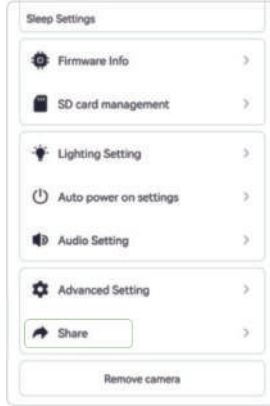 Sleep Settings
Firmware Info
SD card management
Lighting Setting
Auto power on settings
Audio Setting
Advanced Setting
Share
Remove camera